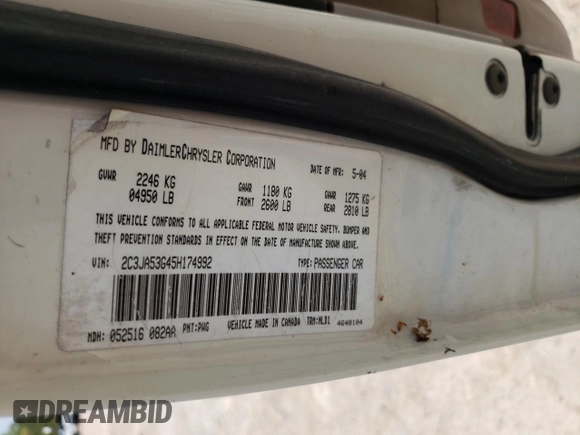 MFD BY DAIMLERCHRYSLER CORPORATION
DATE OF MFR: 5-04
GVWR 2246 KG 04950 LB
GAWR FRONT 1180 KG 2600 LB
GAWR REAR 1275 KG 2810 LB
THIS VEHICLE CONFORMS TO ALL APPLICABLE FEDERAL MOTOR VEHICLE SAFETY, BUMPER AND
THEFT PREVENTION STANDARDS IN EFFECT ON THE DATE OF MANUFACTURE SHOWN ABOVE.
VIN: 2C3JA53G45H174992 TYPE: PASSENGER CAR
MDH: 052516 082AA PNT: PWG VEHICLE MADE IN CANADA TRM: MLD1 4648104
DREAMBID